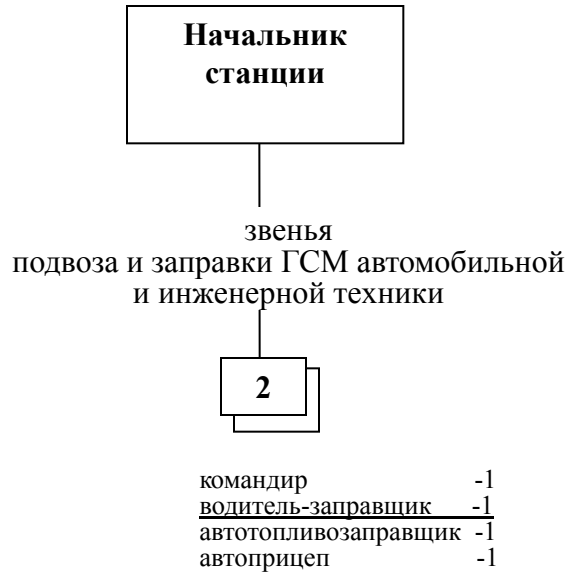 Начальник
станции
звенья
подвоза и заправки ГСМ автомобильной
и инженерной техники
2
командир -1
водитель-заправщик -1
автотопливозаправщик -1
автоприцеп -1